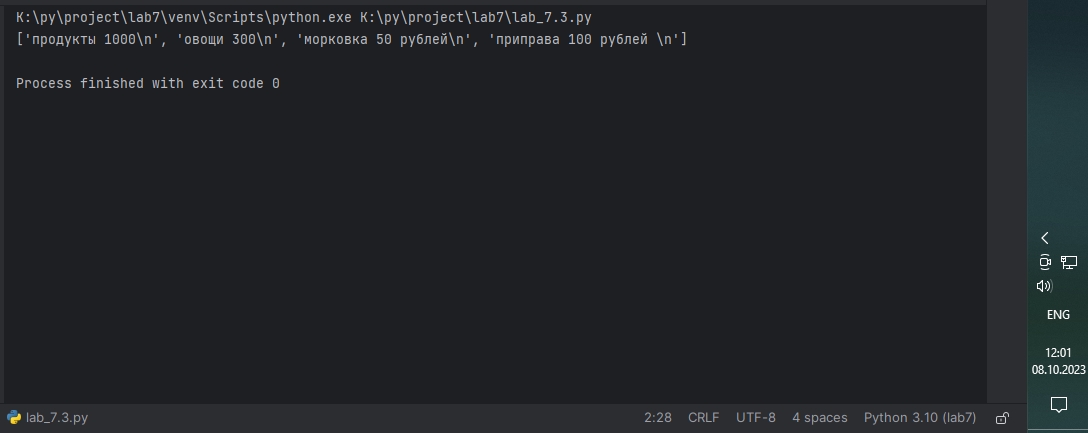 K:\py\project\lab7\venv\Scripts\python.exe K:\py\project\lab7\lab_7.3.py
['продукты 1000\n', 'овощи 300\n', 'морковка 50 рублей\n', 'приправа 100 рублей \n']
Process finished with exit code 0
ENG
12:01
08.10.2023
lab_7.3.py 2:28 CRLF UTF-8 4 spaces Python 3.10 (lab7)